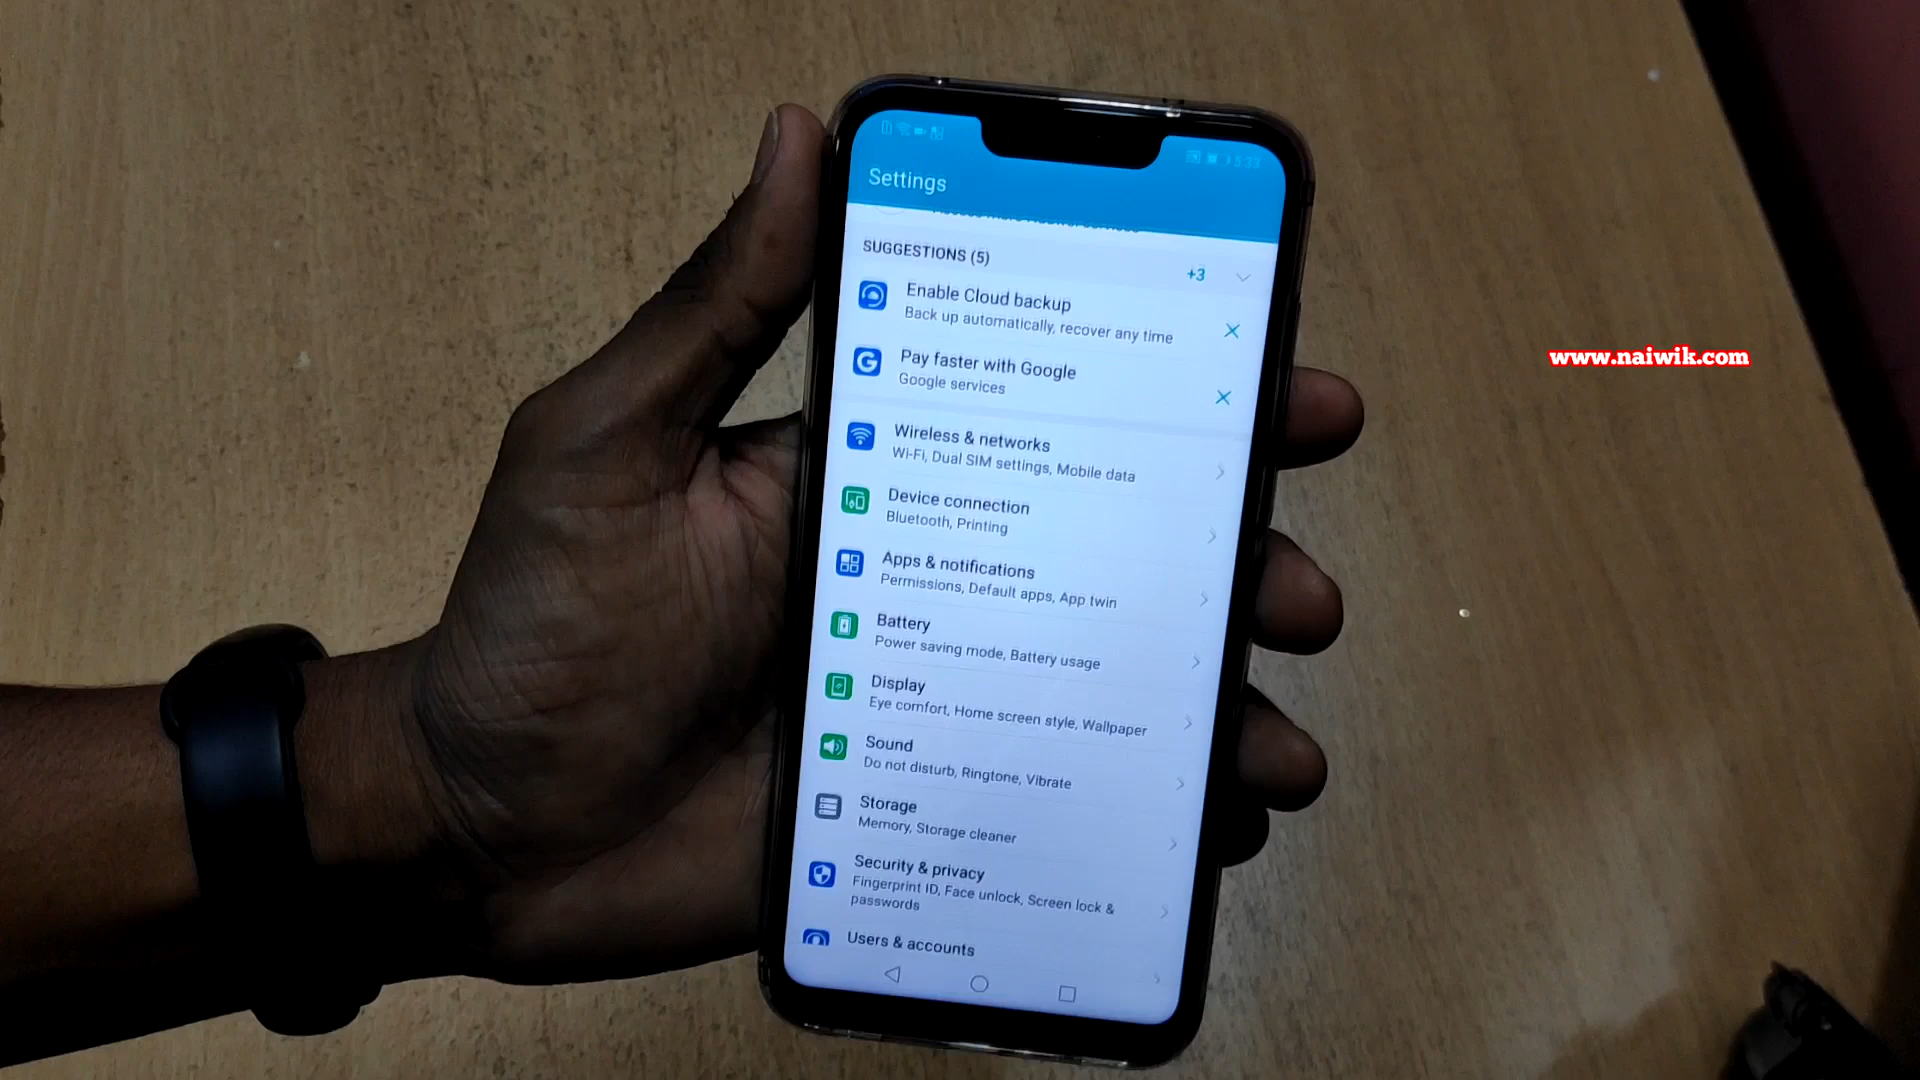 5:33
Settings
SUGGESTIONS (5)
+3
Enable Cloud backup
Back up automatically, recover any time
G
Pay faster with Google
Google services
www.naiwik.com
Wireless & networks
Wi-Fi, Dual SIM settings, Mobile data
Device connection
Bluetooth, Printing
Apps & notifications
Permissions, Default apps, App twin
Battery
Power saving mode, Battery usage
Display
Eye comfort, Home screen style, Wallpaper
Sound
Do not disturb, Ringtone, Vibrate
Storage
Memory, Storage cleaner
Security & privacy
Fingerprint ID, Face unlock, Screen lock &
passwords
Users & accounts